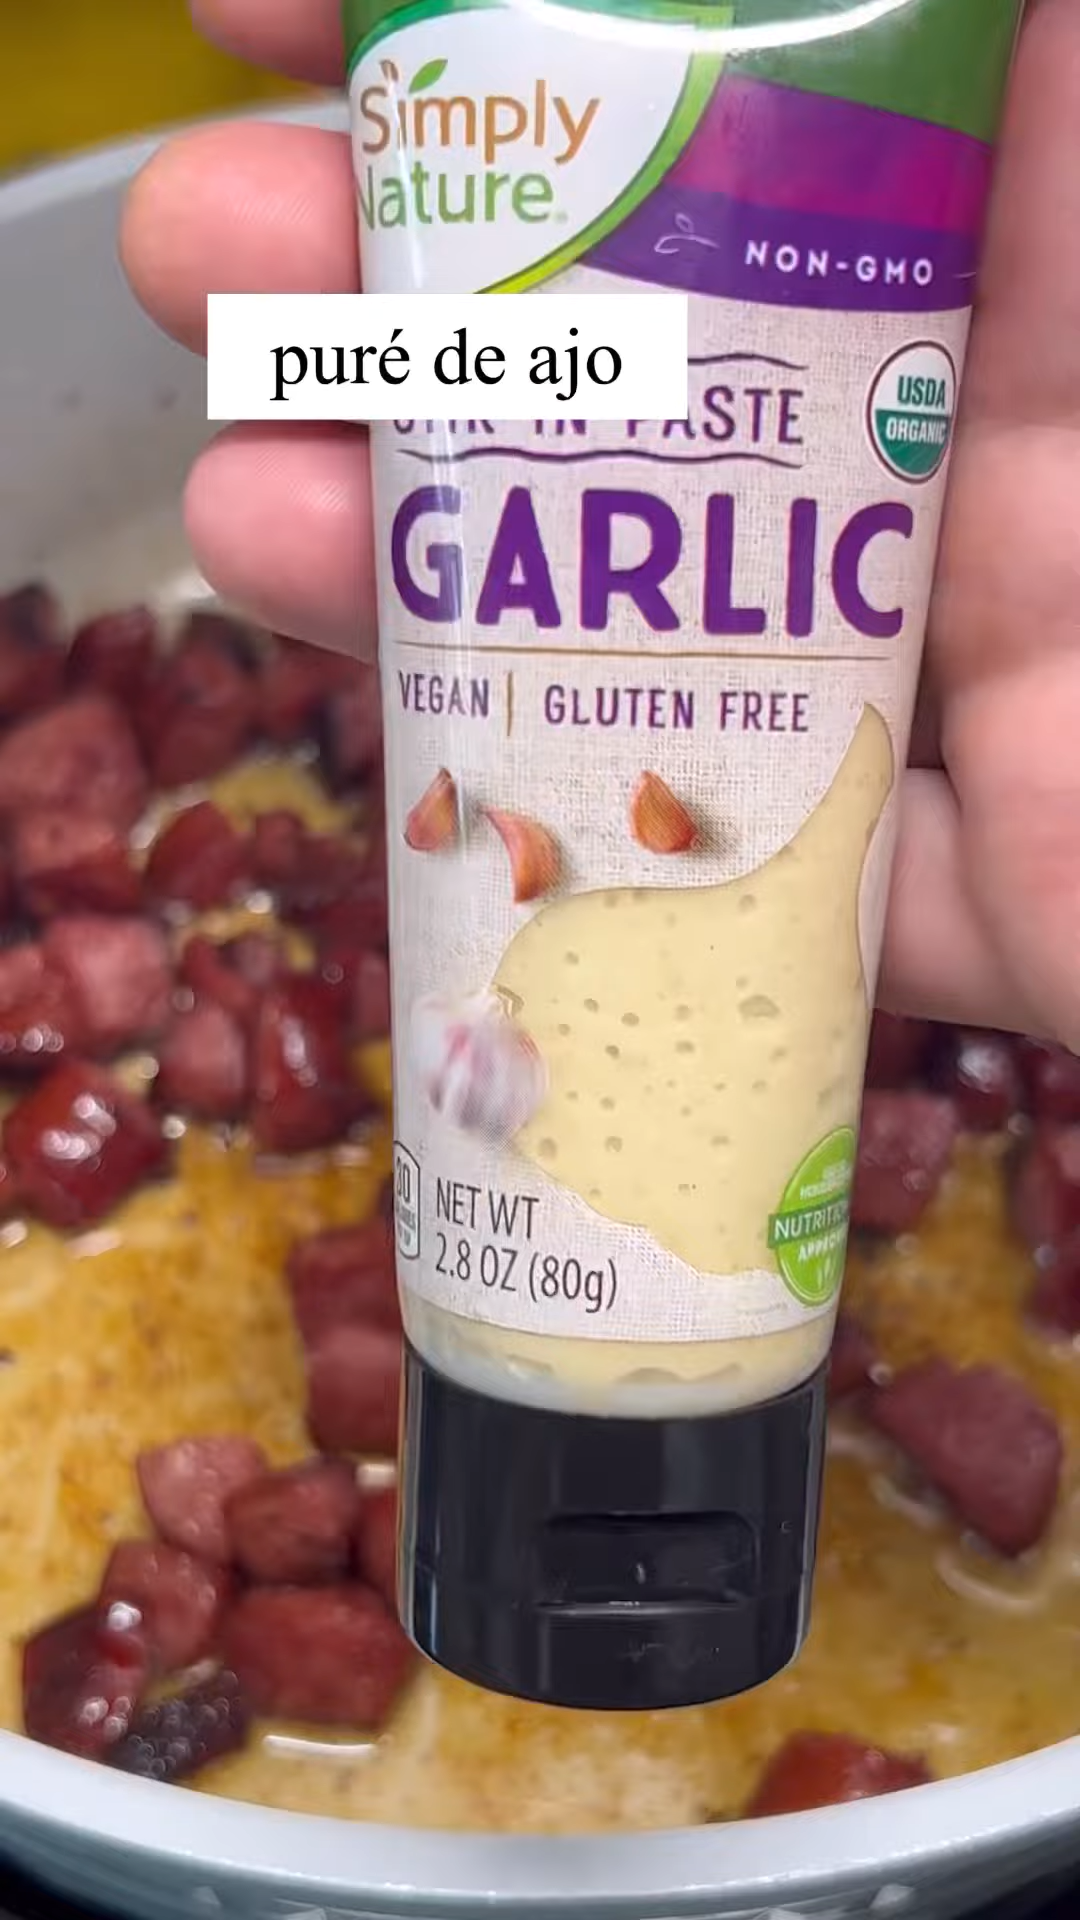 Simply
Nature
NON-GMO
puré de ajo
PASTE
USDA
ORGANIC
GARLIC
VEGAN | GLUTEN FREE
NET WT
2.8 OZ (80g)